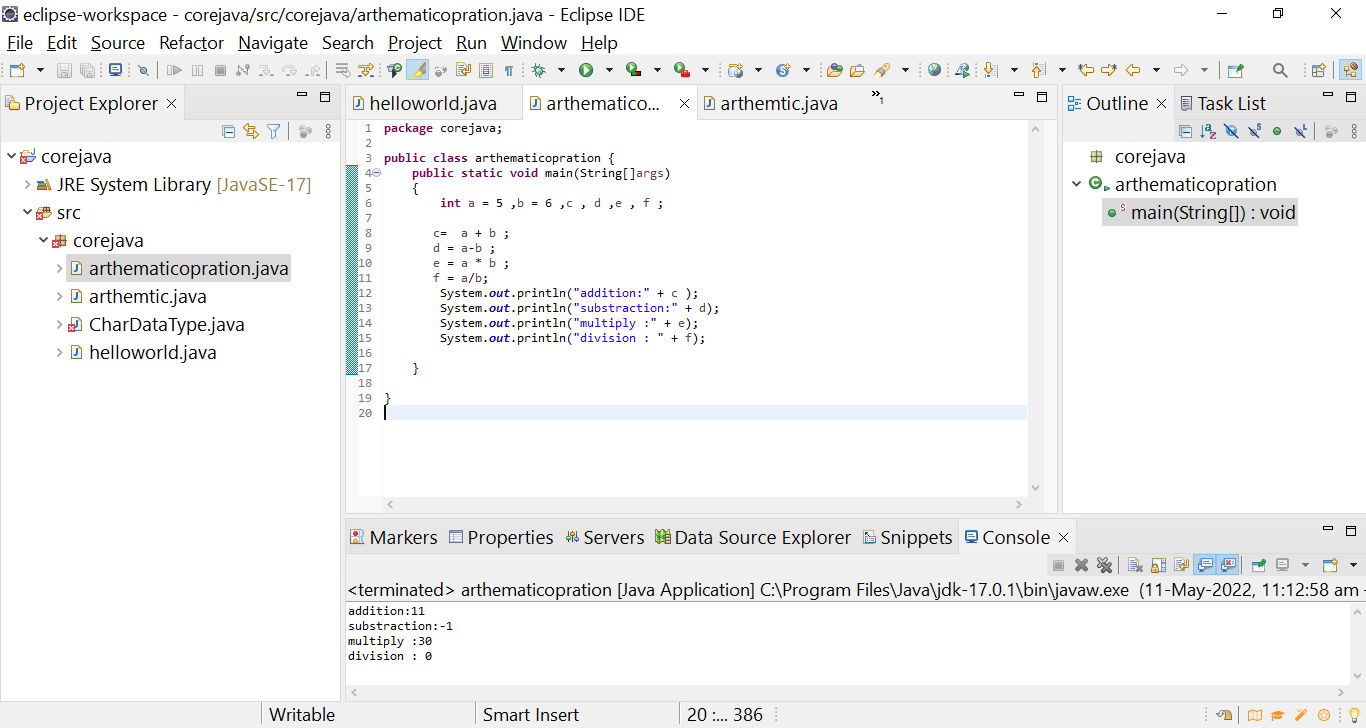 eclipse-workspace - corejava/src/corejava/arthematicopration.java - Eclipse IDE
File Edit Source Refactor Navigate Search Project Run Window Help
Project Explorer
corejava
JRE System Library [JavaSE-17]
src
corejava
arthematicopration.java
arthemtic.java
CharDataType.java
helloworld.java
helloworld.java arthematico... arthemtic.java »1
1 package corejava;
2
3 public class arthematicopration {
4 public static void main(String[]args)
5 {
6 int a = 5 ,b = 6 ,c , d ,e , f ;
7
8 c= a + b ;
9 d = a-b ;
10 e = a * b ;
11 f = a/b;
12 System.out.println("addition:" + c );
13 System.out.println("substraction:" + d);
14 System.out.println("multiply :" + e);
15 System.out.println("division : " + f);
16
17 }
18
19 }
20
Outline Task List
corejava
arthematicopration
main(String[]) : void
Markers Properties Servers Data Source Explorer Snippets Console
<terminated> arthematicopration [Java Application] C:\Program Files\Java\jdk-17.0.1\bin\javaw.exe (11-May-2022, 11:12:58 am -
addition:11
substraction:-1
multiply :30
division : 0
Writable Smart Insert 20 :... 386